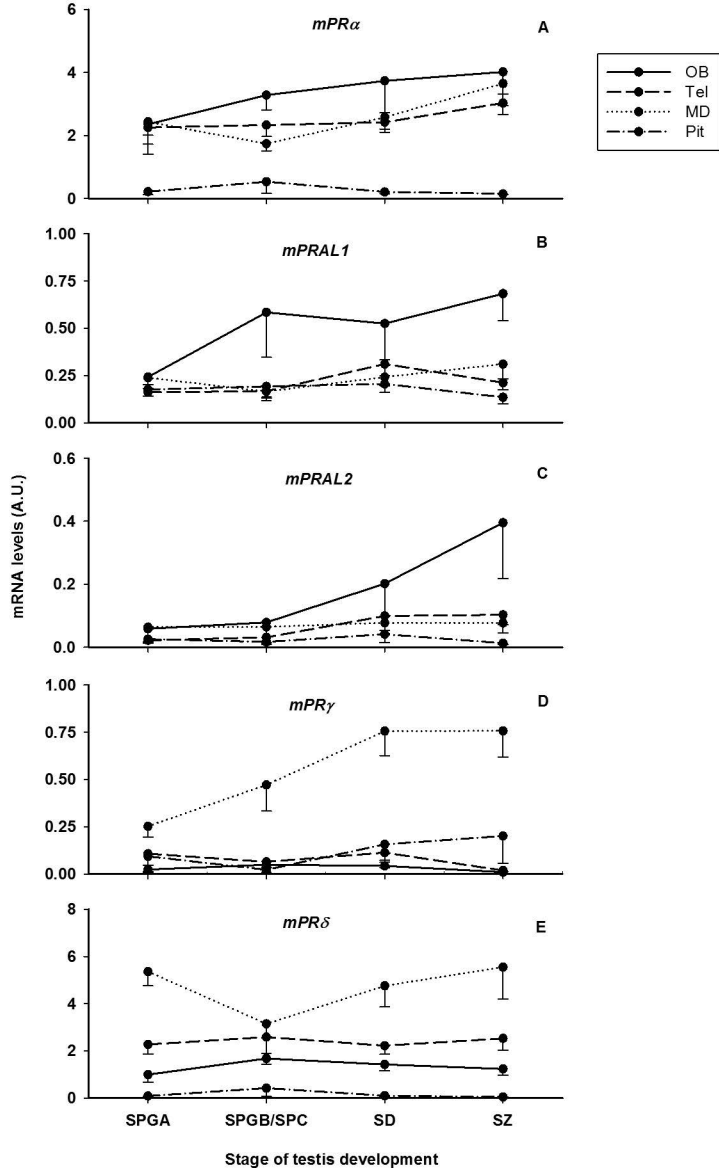 mPRα
A
6
4
2
0
OB
Tel
MD
Pit
mPRAL1
B
1.00
0.75
0.50
0.25
0.00
mPRAL2
C
0.6
0.4
0.2
0.0
mRNA levels (A.U.)
mPRγ
D
1.00
0.75
0.50
0.25
0.00
mPRδ
E
8
6
4
2
0
SPGA SPGB/SPC SD SZ
Stage of testis development